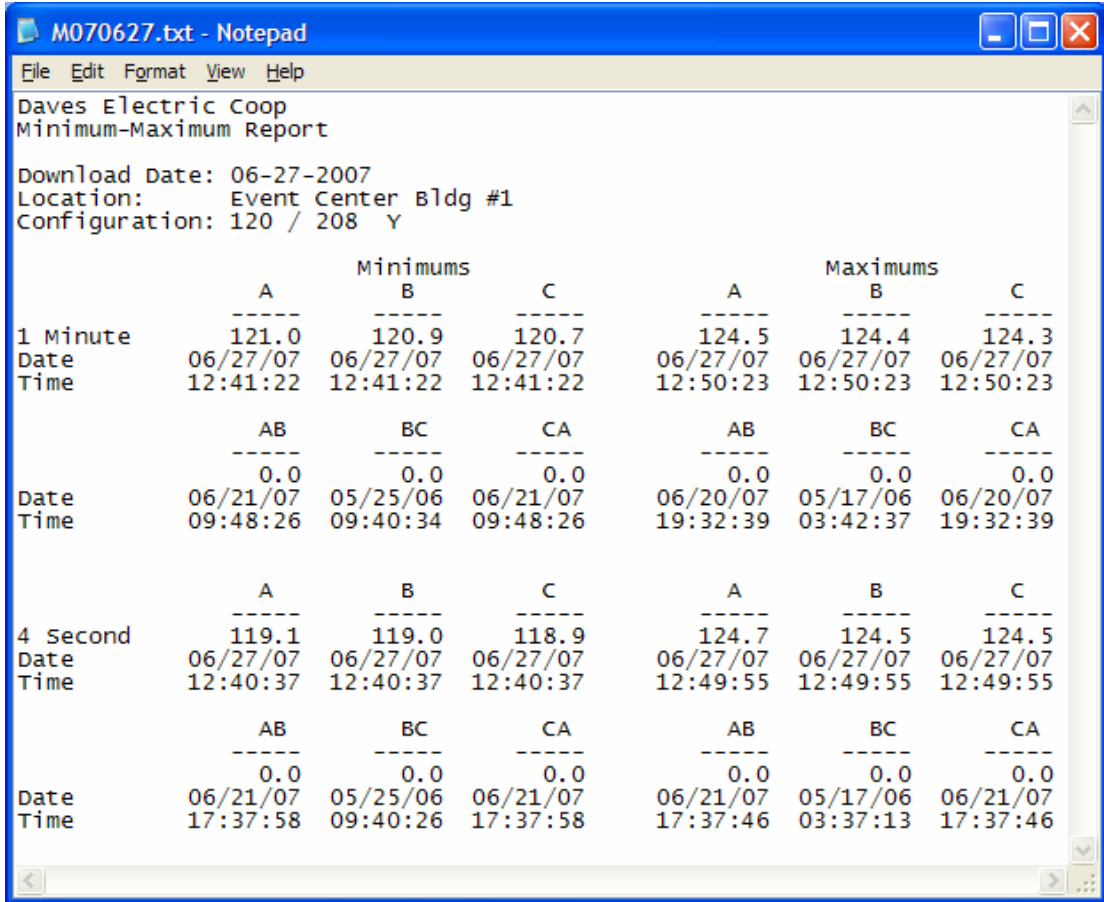 M070627.txt - Notepad
File Edit Format View Help
Daves Electric Coop
Minimum-Maximum Report
Download Date: 06-27-2007
Location: Event Center Bldg #1
Configuration: 120 / 208 Y
Minimums Maximums
A B C A B C
----- ----- ----- ----- ----- -----
1 Minute 121.0 120.9 120.7 124.5 124.4 124.3
Date 06/27/07 06/27/07 06/27/07 06/27/07 06/27/07 06/27/07
Time 12:41:22 12:41:22 12:41:22 12:50:23 12:50:23 12:50:23
AB BC CA AB BC CA
----- ----- ----- ----- ----- -----
0.0 0.0 0.0 0.0 0.0 0.0
Date 06/21/07 05/25/06 06/21/07 06/20/07 05/17/06 06/20/07
Time 09:48:26 09:40:34 09:48:26 19:32:39 03:42:37 19:32:39
A B C A B C
----- ----- ----- ----- ----- -----
4 Second 119.1 119.0 118.9 124.7 124.5 124.5
Date 06/27/07 06/27/07 06/27/07 06/27/07 06/27/07 06/27/07
Time 12:40:37 12:40:37 12:40:37 12:49:55 12:49:55 12:49:55
AB BC CA AB BC CA
----- ----- ----- ----- ----- -----
0.0 0.0 0.0 0.0 0.0 0.0
Date 06/21/07 05/25/06 06/21/07 06/21/07 05/17/06 06/21/07
Time 17:37:58 09:40:26 17:37:58 17:37:46 03:37:13 17:37:46